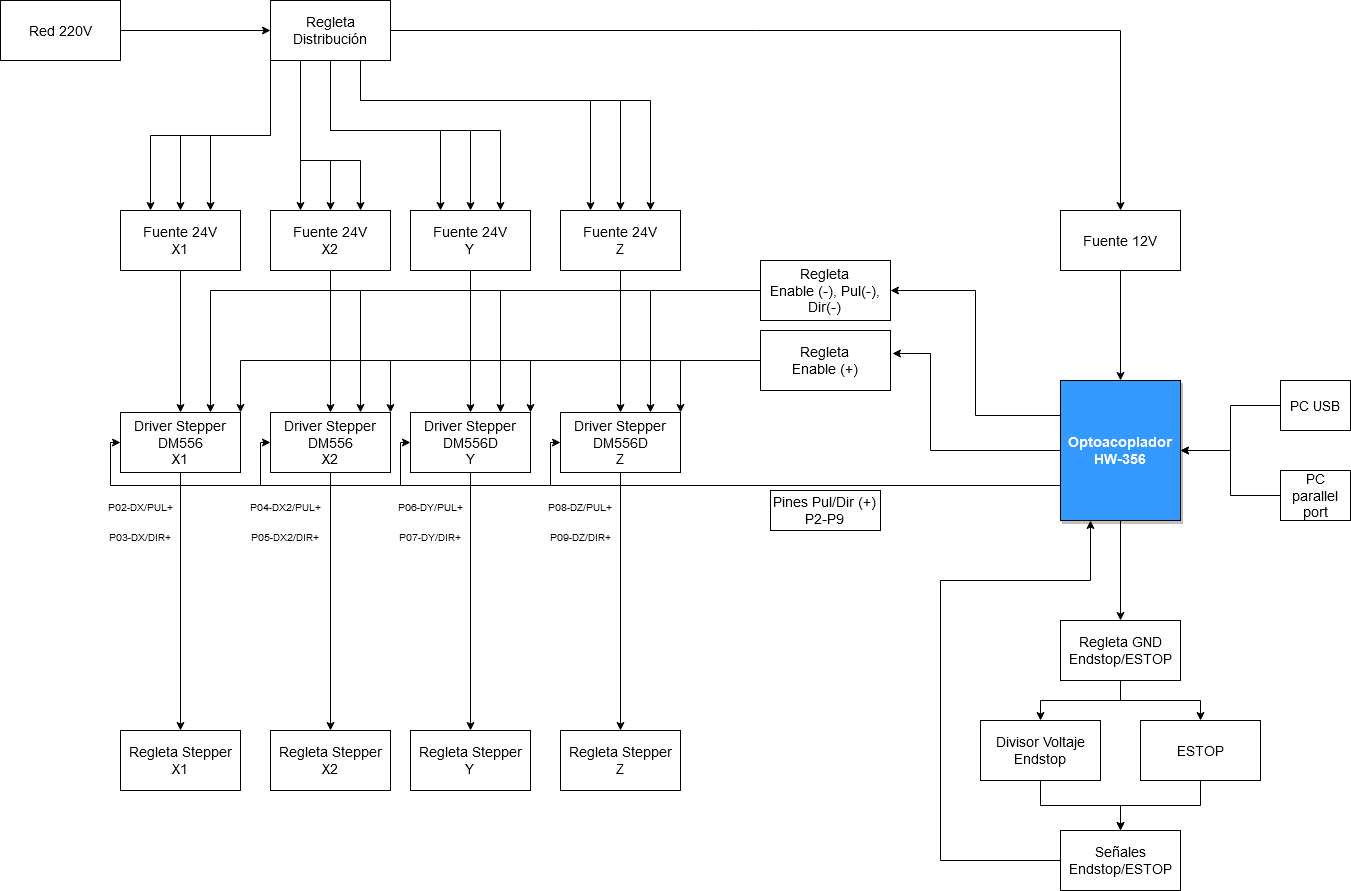 Red 220V
Regleta
Distribución
Fuente 24V
X1
Fuente 24V
X2
Fuente 24V
Y
Fuente 24V
Z
Fuente 12V
Regleta
Enable (-), Pul(-),
Dir(-)
Regleta
Enable (+)
Driver Stepper
DM556
X1
Driver Stepper
DM556
X2
Driver Stepper
DM556D
Y
Driver Stepper
DM556D
Z
Optoacoplador
HW-356
PC USB
PC
parallel
port
Pines Pul/Dir (+)
P2-P9
P02-DX/PUL+
P03-DX/DIR+
P04-DX2/PUL+
P05-DX2/DIR+
P06-DY/PUL+
P07-DY/DIR+
P08-DZ/PUL+
P09-DZ/DIR+
Regleta GND
Endstop/ESTOP
Divisor Voltaje
Endstop
ESTOP
Regleta Stepper
X1
Regleta Stepper
X2
Regleta Stepper
Y
Regleta Stepper
Z
Señales
Endstop/ESTOP